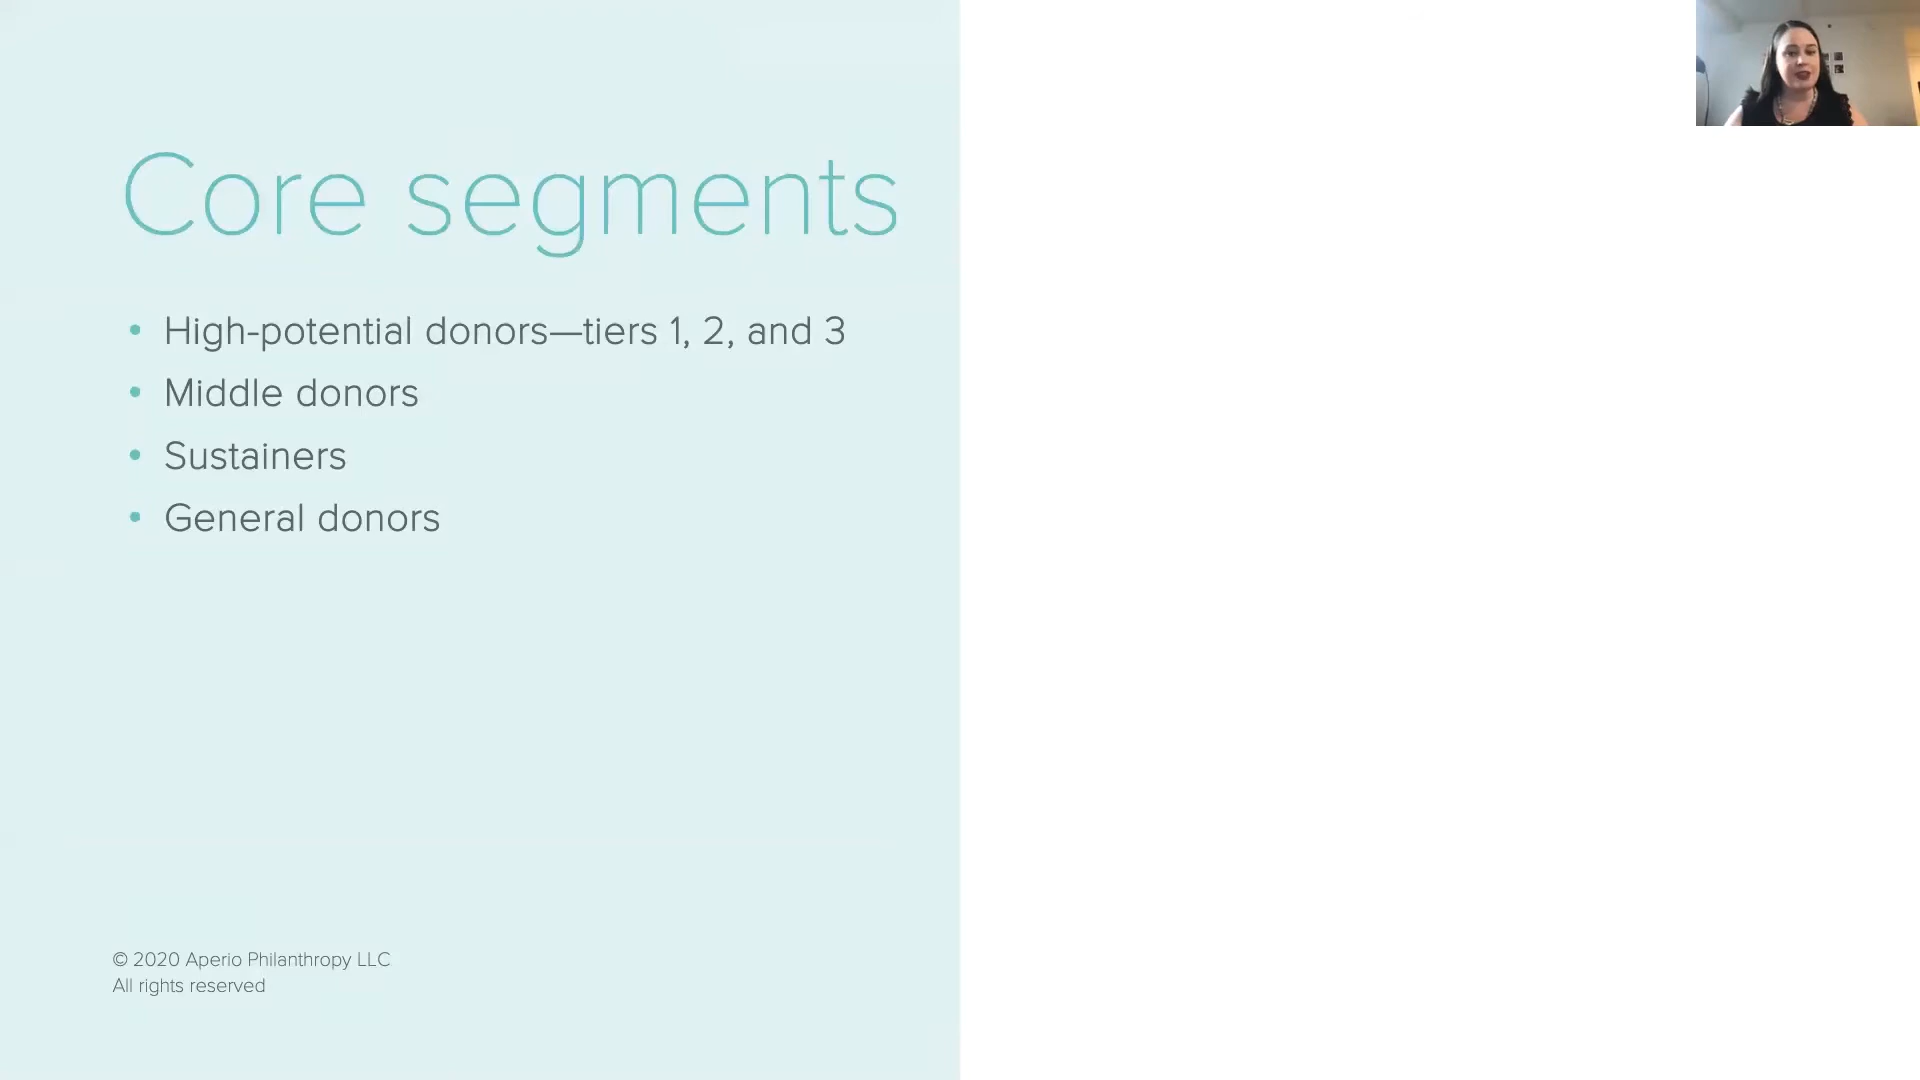 Core segments
• High-potential donors—tiers 1, 2, and 3
• Middle donors
• Sustainers
• General donors
© 2020 Aperio Philanthropy LLC
All rights reserved